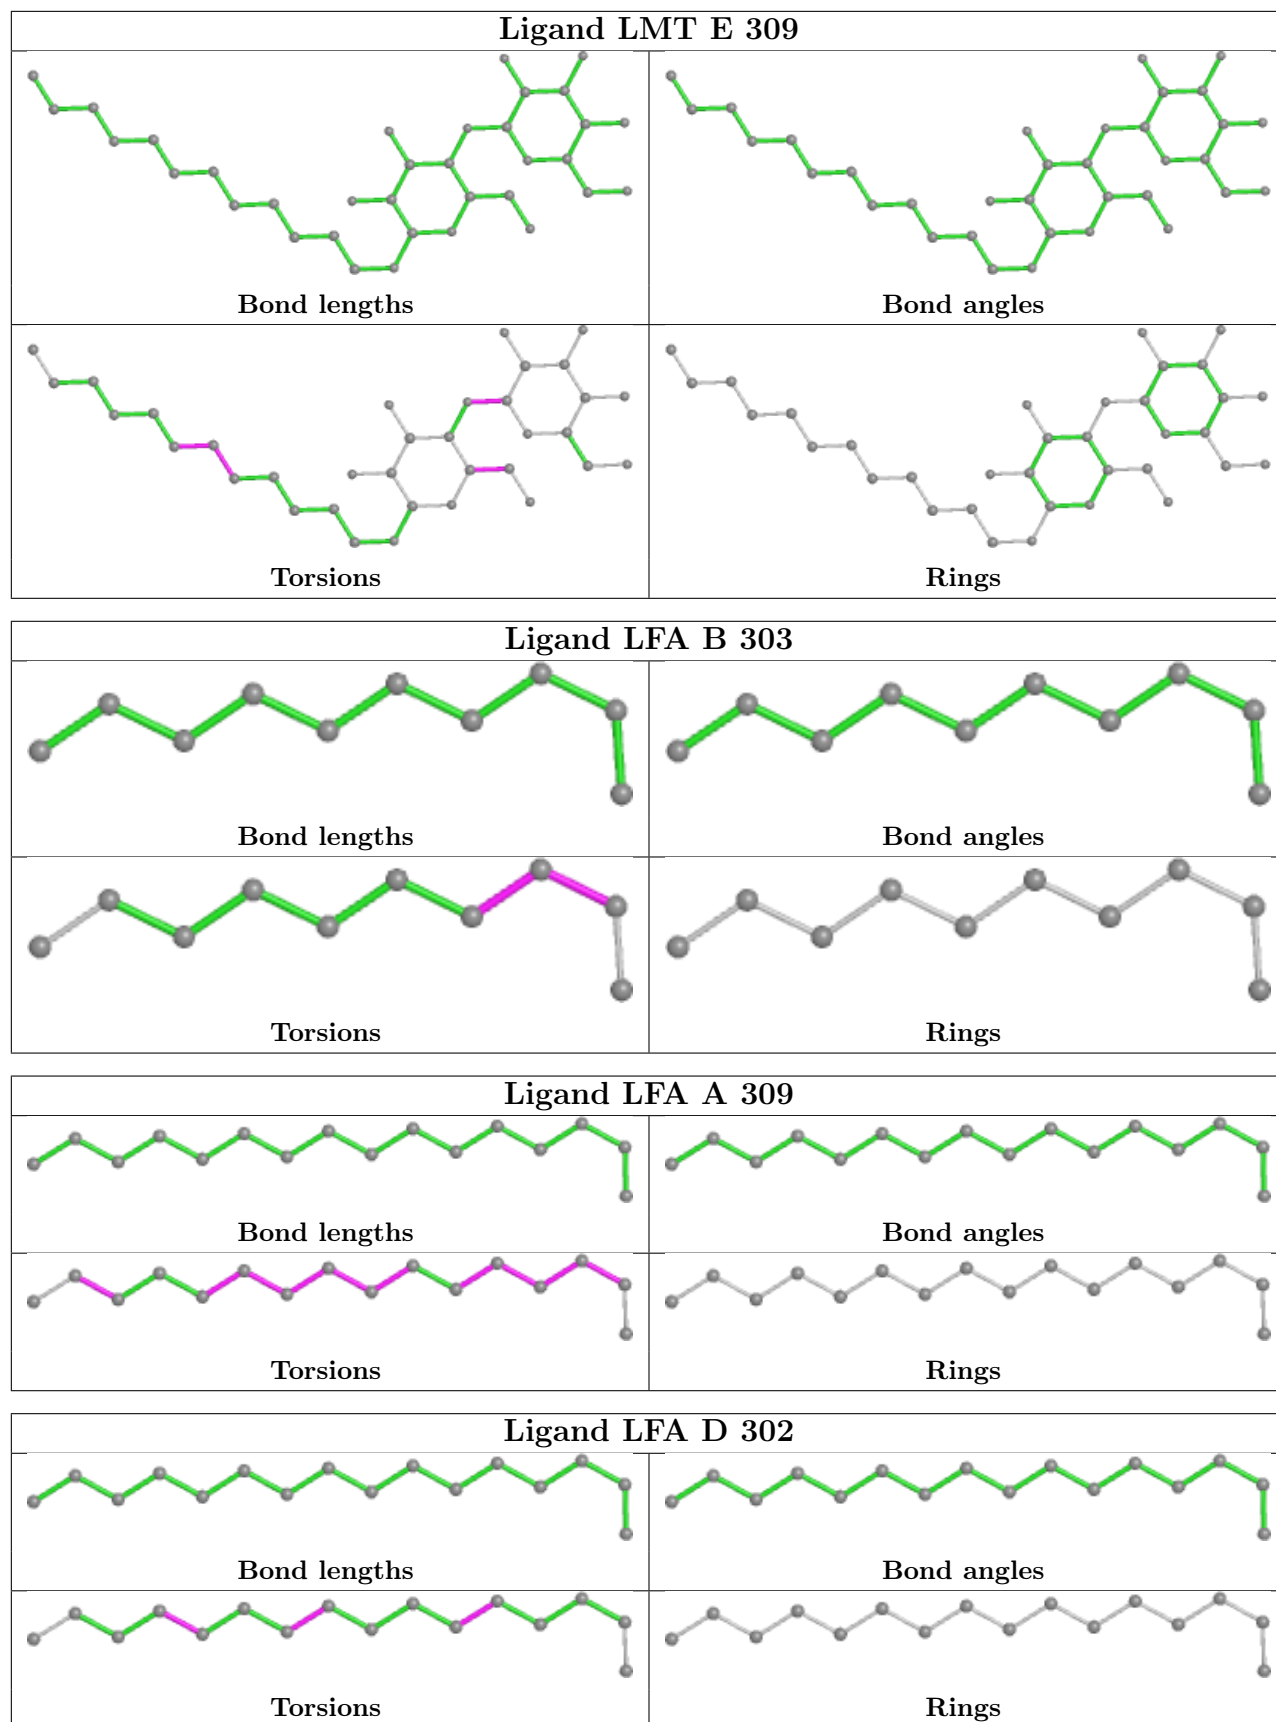 Ligand LMT E 309
Bond lengths
Bond angles
Torsions
Rings
Ligand LFA B 303
Bond lengths
Bond angles
Torsions
Rings
Ligand LFA A 309
Bond lengths
Bond angles
Torsions
Rings
Ligand LFA D 302
Bond lengths
Bond angles
Torsions
Rings